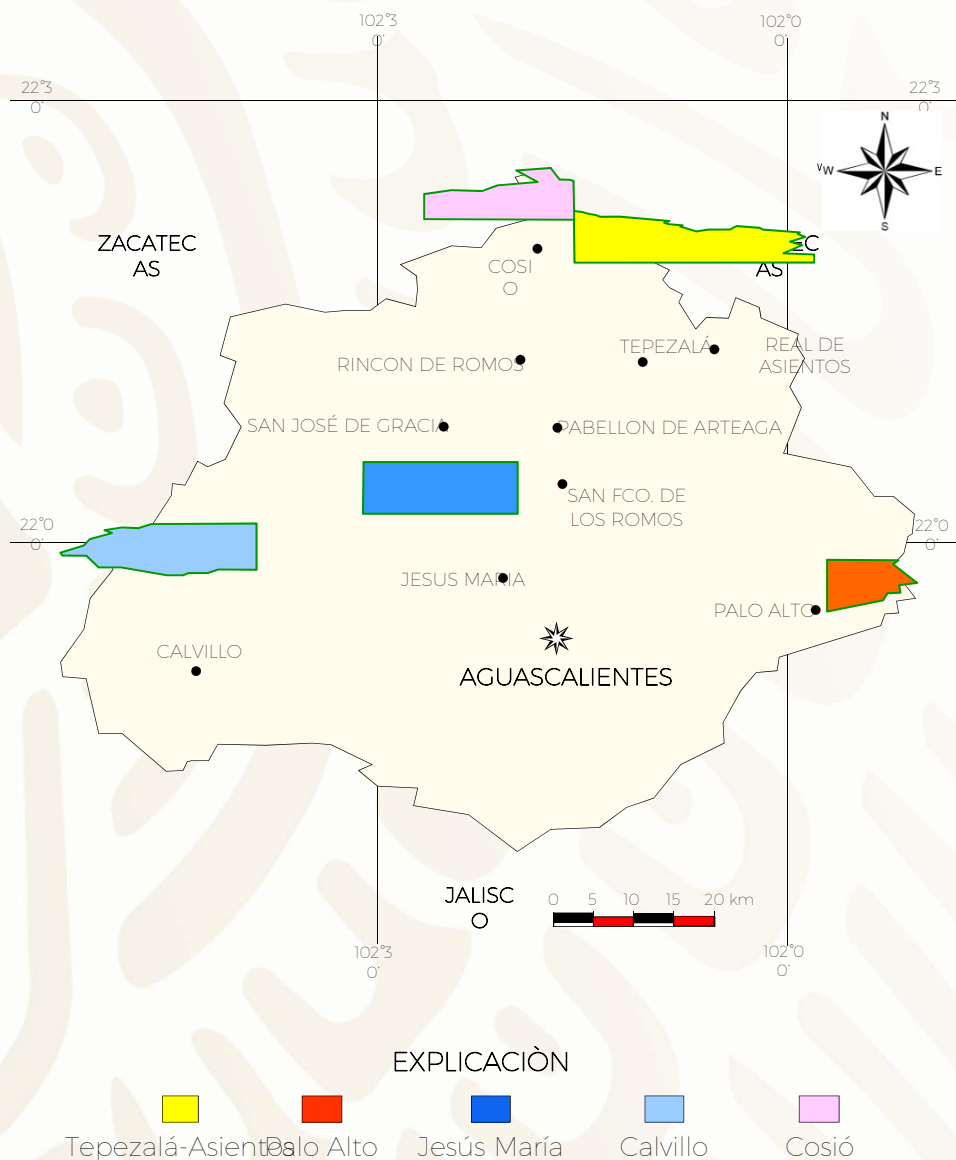 102°3
0'
102°0
0'
22°3
0'
22°3
0'
N
W
E
S
ZACATEC
AS
EC
AS
COSI
O
TEPEZALÁ
REAL DE
ASIENTOS
RINCON DE ROMOS
SAN JOSÉ DE GRACIA
PABELLON DE ARTEAGA
SAN FCO. DE
LOS ROMOS
22°0
0'
22°0
0'
JESUS MARIA
PALO ALTO
CALVILLO
AGUASCALIENTES
JALISC
O
0 5 10 15 20 km
102°3
0'
102°0
0'
EXPLICACIÒN
Tepezalá-Asientos
Palo Alto
Jesús María
Calvillo
Cosió